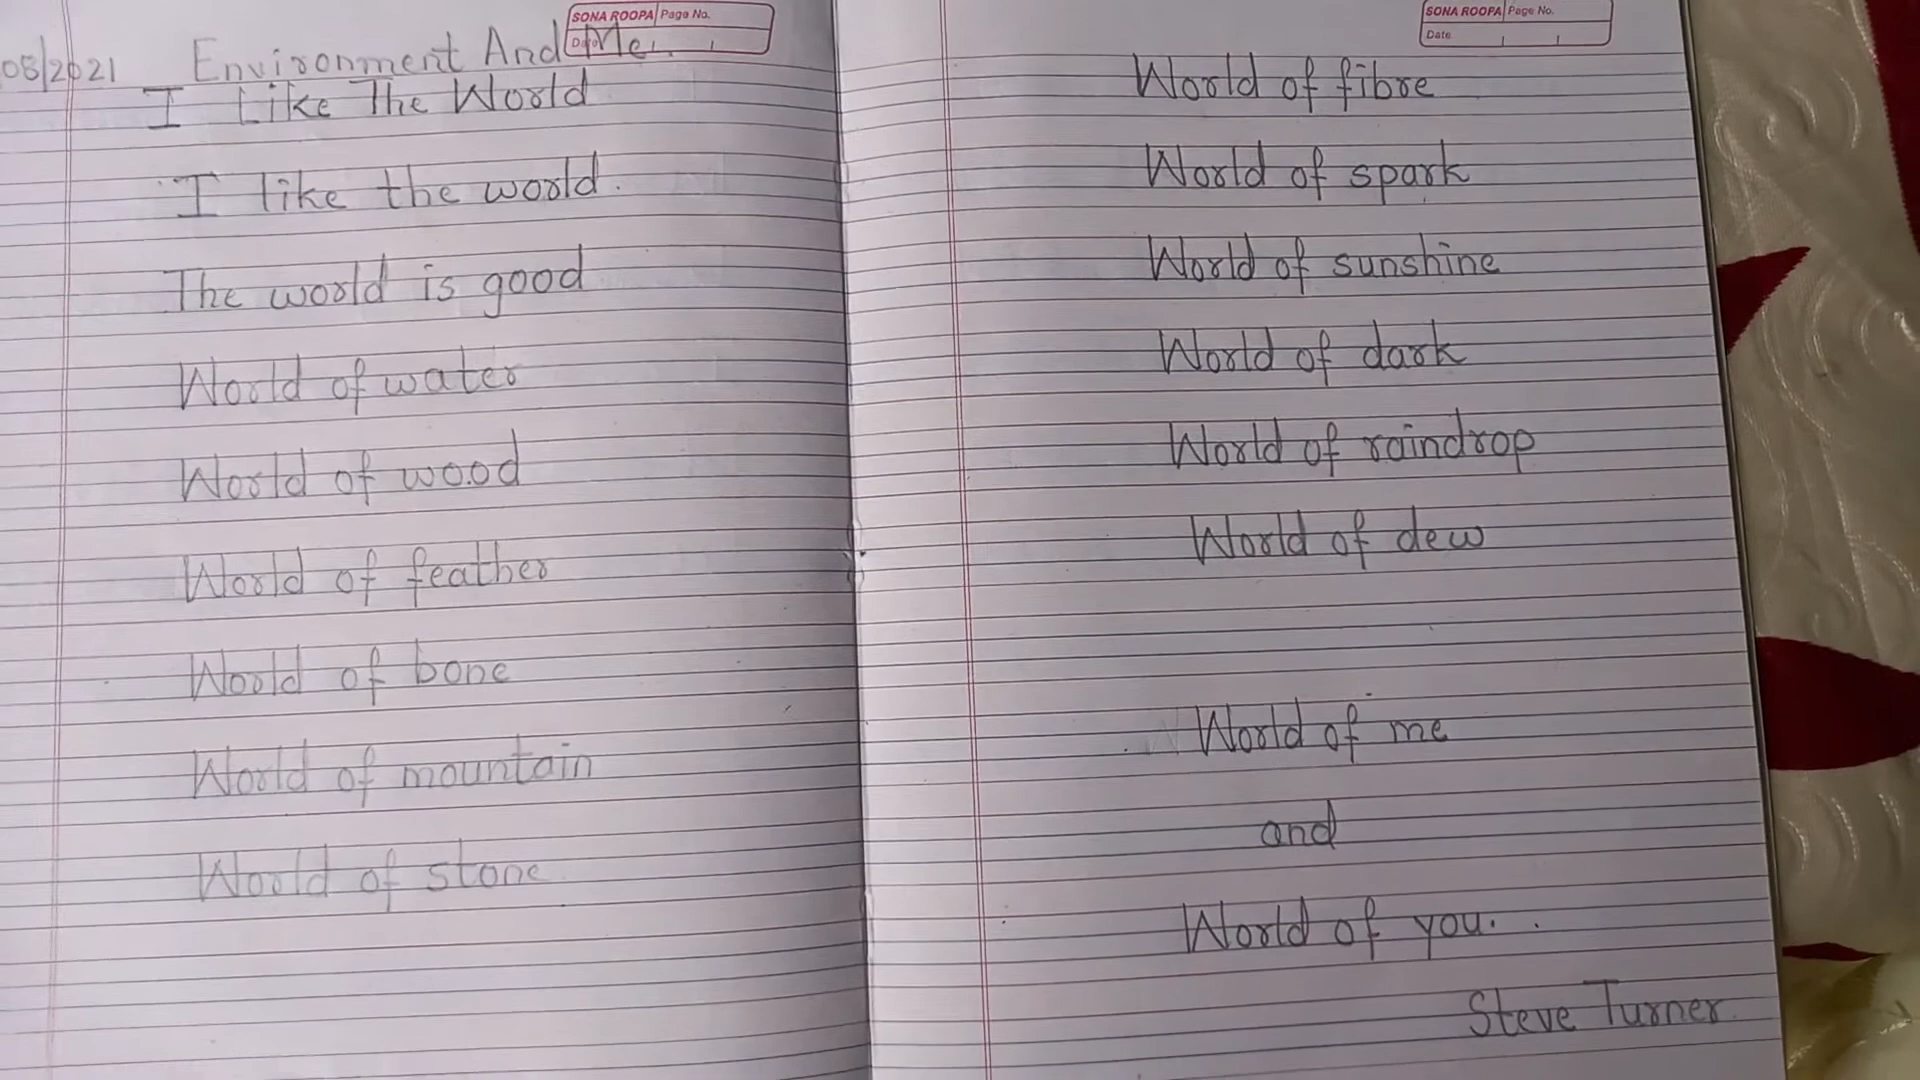 SONA ROOPA Page No.
Date
08/2021 Environment And Me.
I Like The World
I like the world.
The world is good
World of water
World of wood
World of feather
World of bone
World of mountain
World of stone
SONA ROOPA Page No.
Date
World of fibre
World of spark
World of sunshine
World of dark
World of raindrop
World of dew
World of me
and
World of you.
Steve Turner